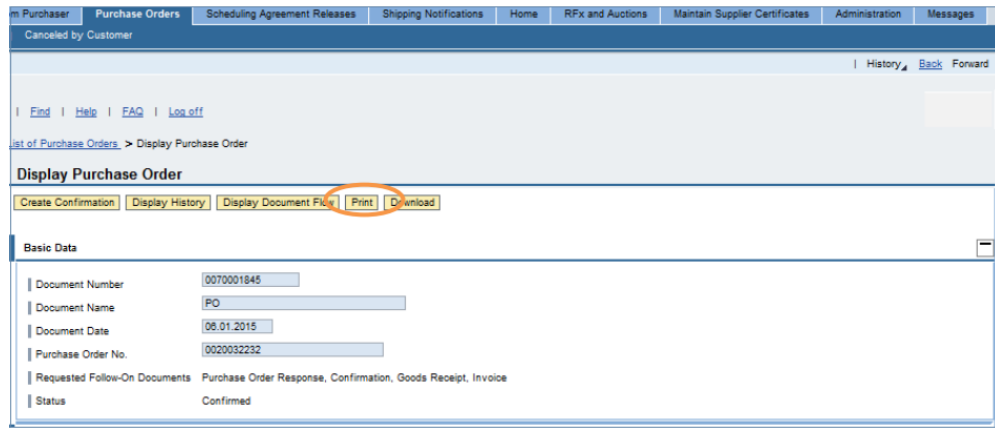 om Purchaser Purchase Orders Scheduling Agreement Releases Shipping Notifications Home RFx and Auctions Maintain Supplier Certificates Administration Messages
Canceled by Customer
| History Back Forward
| Find | Help | FAQ | Log off
List of Purchase Orders > Display Purchase Order
Display Purchase Order
Create Confirmation Display History Display Document Flow Print Download
Basic Data
Document Number 0070001845
Document Name PO
Document Date 06.01.2015
Purchase Order No. 0020032232
Requested Follow-On Documents Purchase Order Response, Confirmation, Goods Receipt, Invoice
Status Confirmed